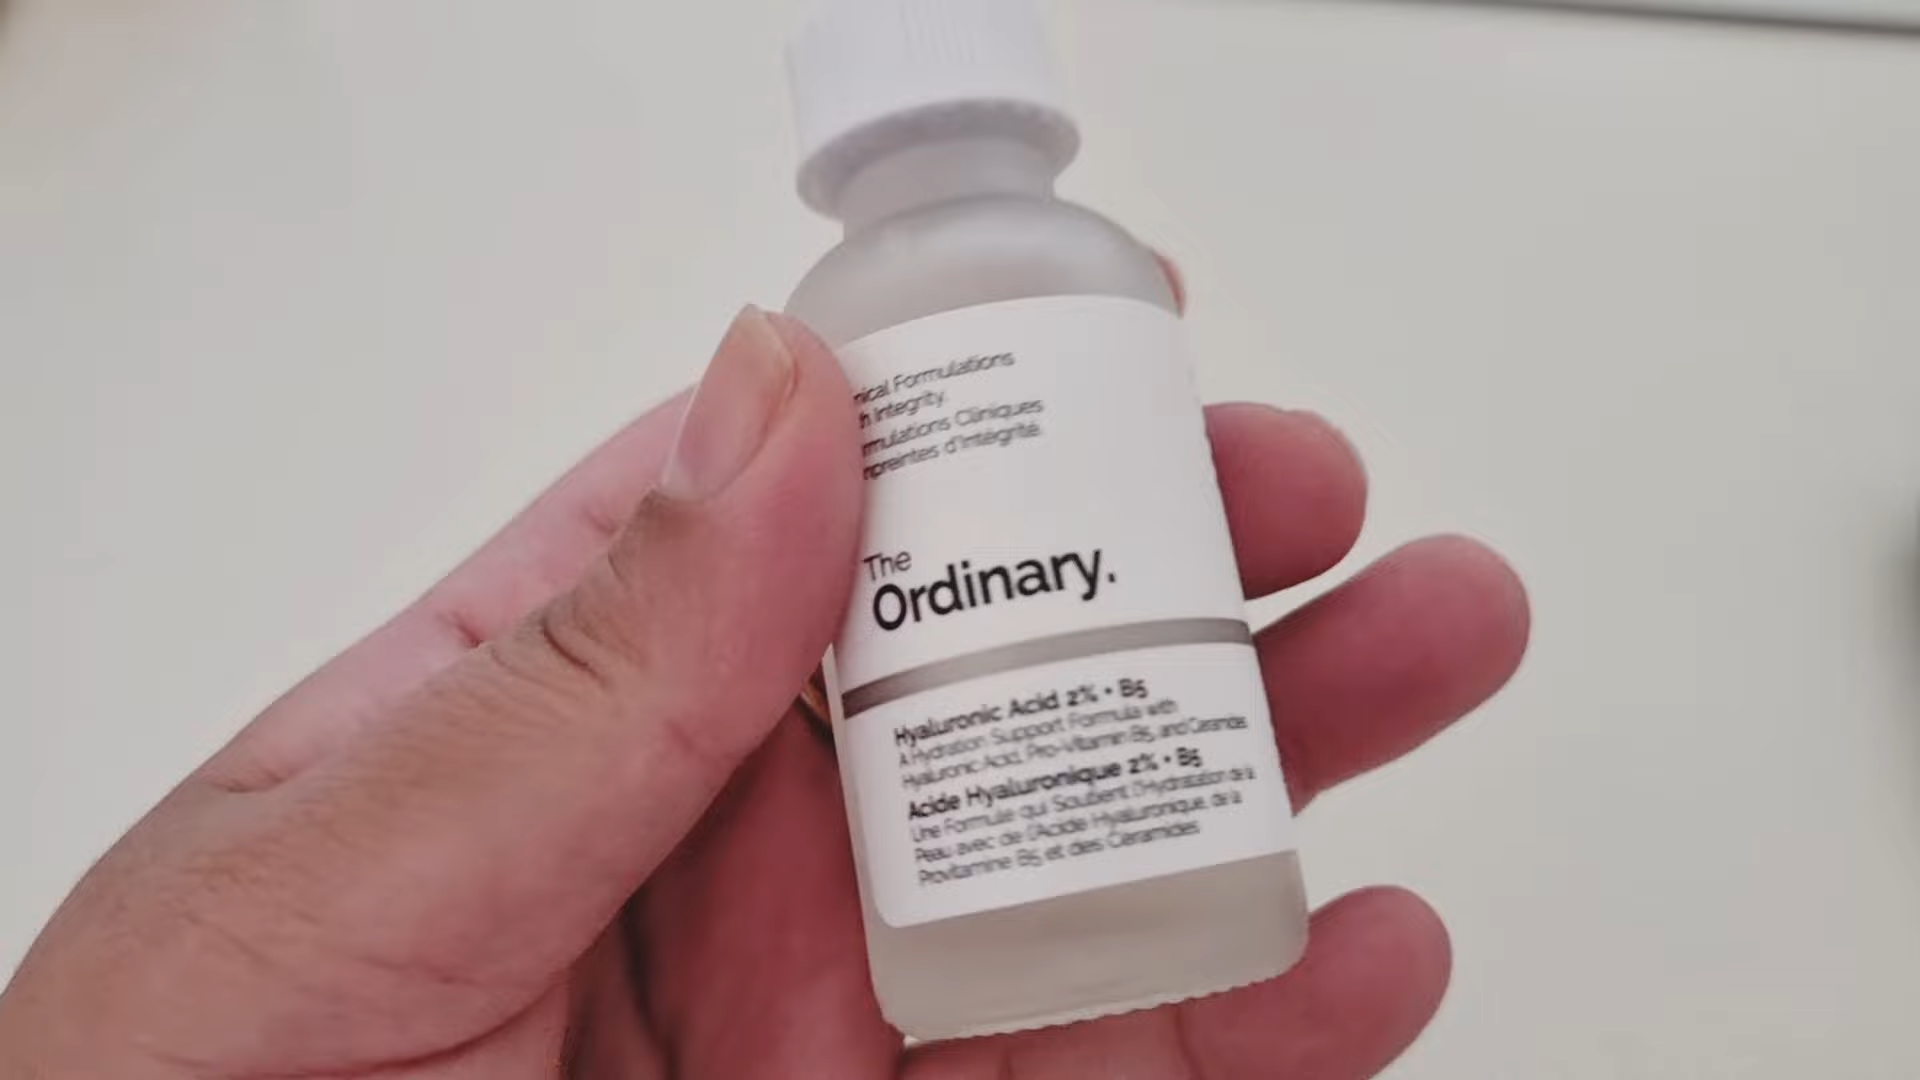 nical Formulations
h Integrity.
rmulations Cliniques
npreintes d'Intégrité.
The
Ordinary.
Hyaluronic Acid 2% + B5
A Hydration Support Formula with
Hyaluronic Acid, Pro-Vitamin B5, and Ceramides
Acide Hyaluronique 2% + B5
Une Formule qui Soutient l'Hydratation de la
Peau avec de l'Acide Hyaluronique, de la
Provitamine B5 et des Céramides